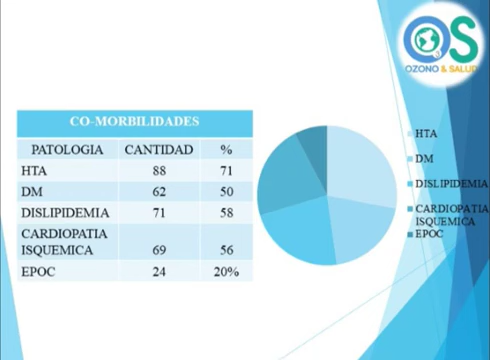 OS
OZONO & SALUD
CO-MORBILIDADES
PATOLOGIA CANTIDAD %
HTA 88 71
DM 62 50
DISLIPIDEMIA 71 58
CARDIOPATIA
ISQUEMICA 69 56
EPOC 24 20%
HTA
DM
DISLIPIDEMIA
CARDIOPATIA
ISQUEMICA
EPOC